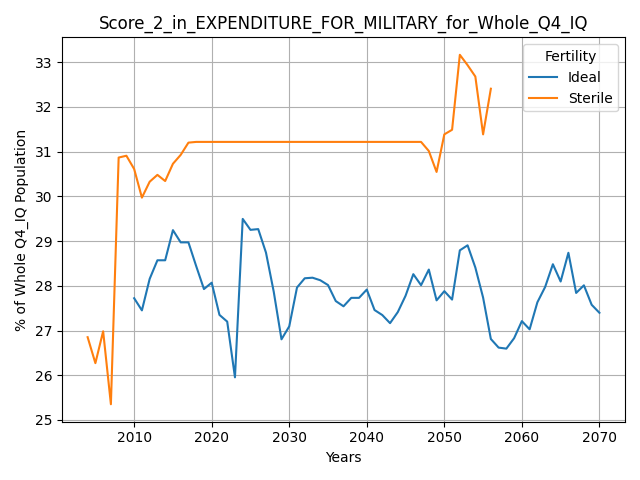 Score_2_in_EXPENDITURE_FOR_MILITARY_for_Whole_Q4_IQ
Fertility
Ideal
Sterile
% of Whole Q4_IQ Population
33
32
31
30
29
28
27
26
25
2010 2020 2030 2040 2050 2060 2070
Years